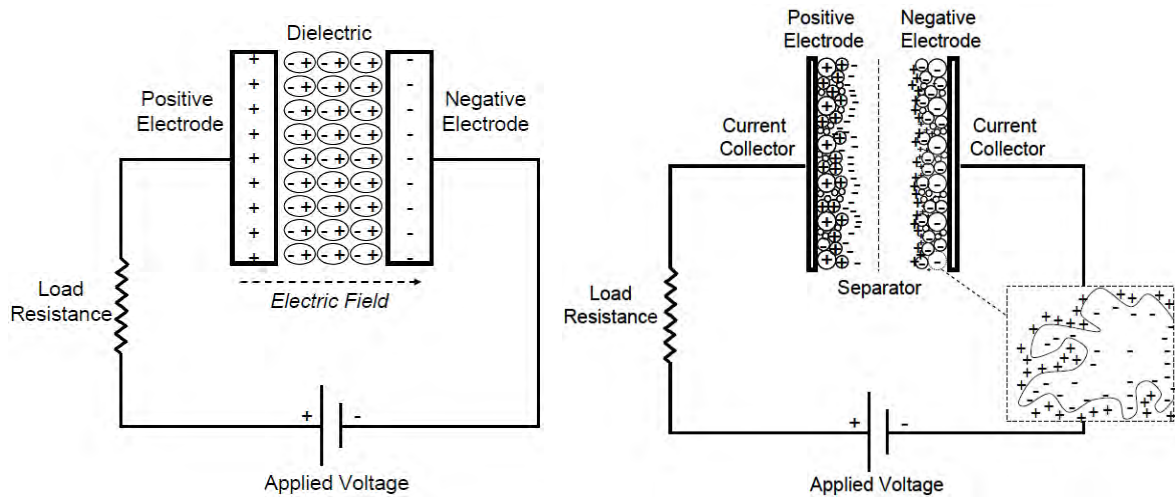 Dielectric
Positive
Electrode
Negative
Electrode
Electric Field
Load
Resistance
+ -
Applied Voltage
Positive
Electrode
Negative
Electrode
Current
Collector
Current
Collector
Separator
Load
Resistance
+ -
Applied Voltage